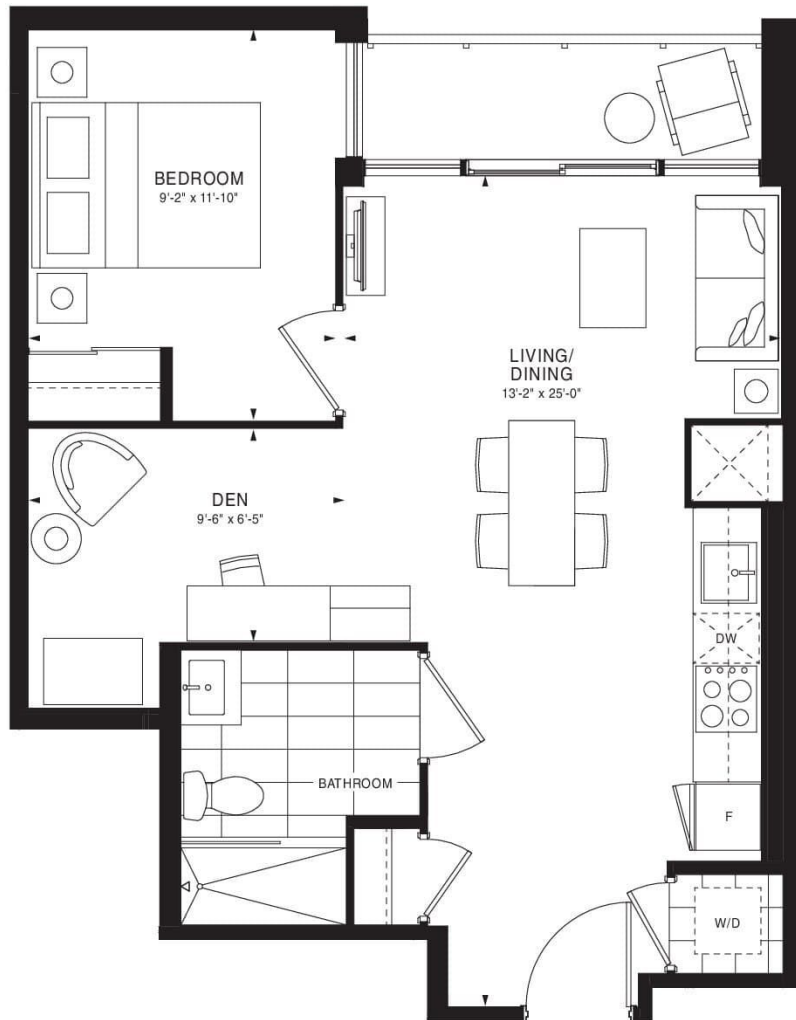 BEDROOM
9'-2" x 11'-10"
LIVING/
DINING
13'-2" x 25'-0"
DEN
9'-6" x 6'-5"
DW
BATHROOM
F
W/D